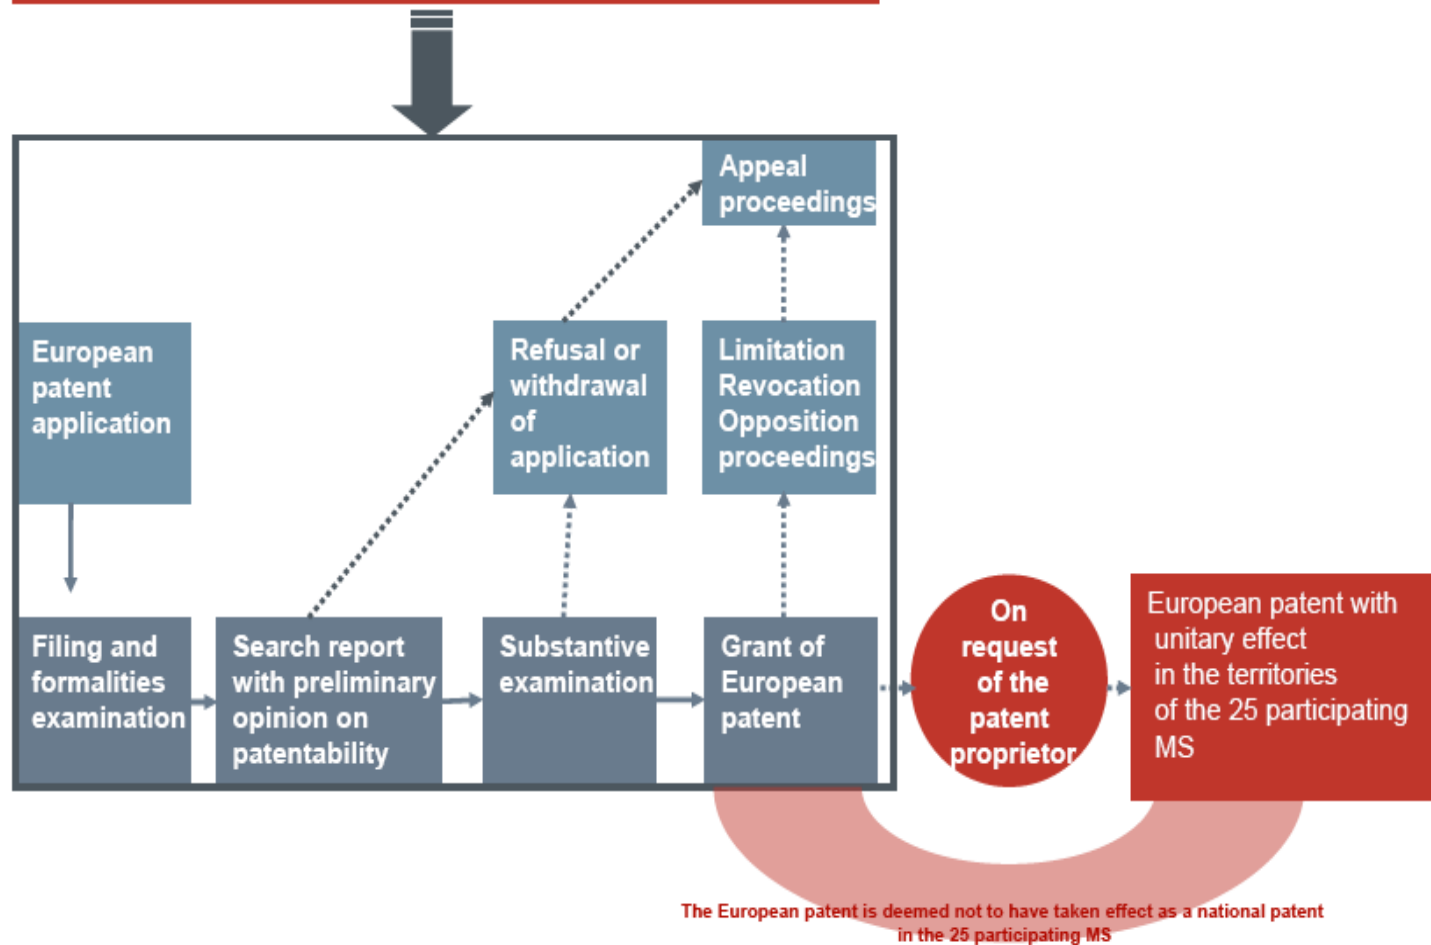 Appeal
proceedings
European
patent
application
Refusal or
withdrawal
of
application
Limitation
Revocation
Opposition
proceedings
Filing and
formalities
examination
Search report
with preliminary
opinion on
patentability
Substantive
examination
Grant of
European
patent
On
request
of the
patent
proprietor
European patent with
unitary effect
in the territories
of the 25 participating
MS
The European patent is deemed not to have taken effect as a national patent
in the 25 participating MS